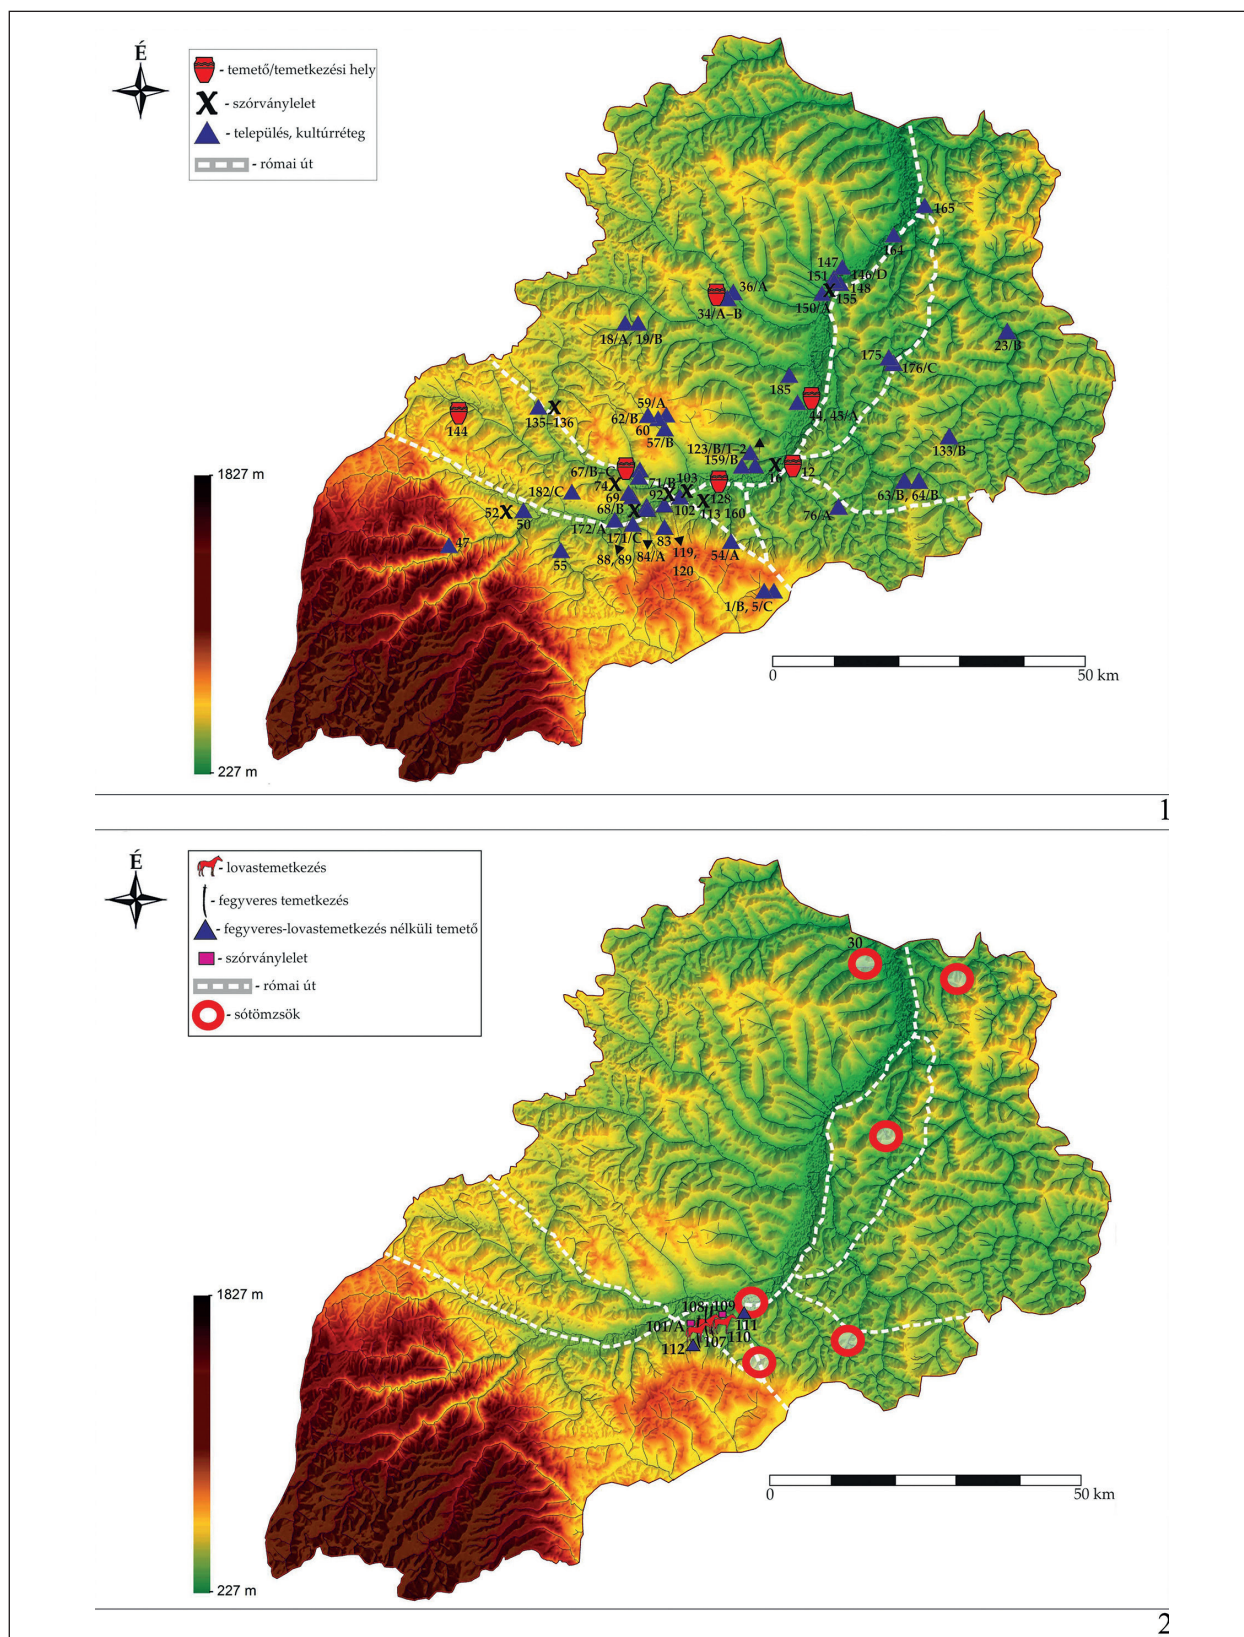 É
- temető/temetkezési hely
X - szórványlelet
- település, kultúrréteg
- római út
165
164
147
151
146/D
148
155
150/A
36/A
34/A–B
18/A, 19/B
23/B
175
176/C
185
44, 45/A
59/A
62/B
60
57/B
135–136
144
123/B/1–2
159/B
133/B
16
12
67/B–C
74
71/B
103
69
92
128
68/B
102
113
160
182/C
63/B, 64/B
76/A
52
50
172/A
171/C
83
47
55
88, 89
84/A
119,
120
54/A
1/B, 5/C
1827 m
227 m
0
50 km
1
É
- lovastemetkezés
- fegyveres temetkezés
- fegyveres-lovastemetkezés nélküli temető
- szórványlelet
- római út
- sótömzsök
30
108
109
101/A
111
110
107
112
1827 m
227 m
0
50 km
2